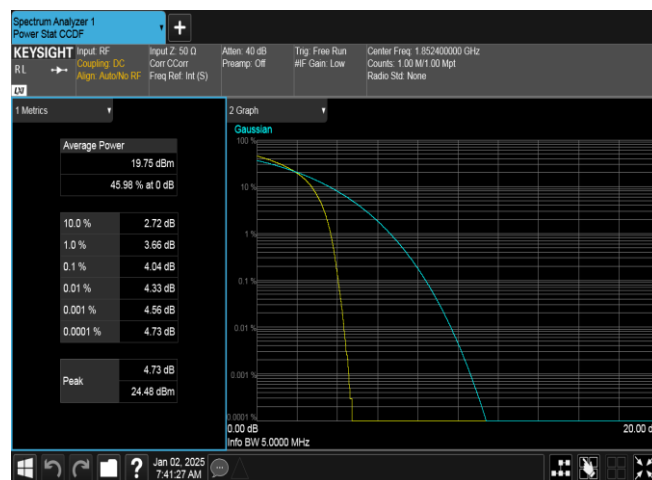 Spectrum Analyzer 1
Power Stat CCDF
+
KEYSIGHT
R L
LXI
Input: RF
Coupling: DC
Align: Auto/No RF
Input Z: 50 Ω
Corr CCorr
Freq Ref: Int (S)
Atten: 40 dB
Preamp: Off
Trig: Free Run
#IF Gain: Low
Center Freq: 1.852400000 GHz
Counts: 1.00 M/1.00 Mpt
Radio Std: None
1 Metrics
Average Power
19.75 dBm
45.98 % at 0 dB
10.0 % 2.72 dB
1.0 % 3.66 dB
0.1 % 4.04 dB
0.01 % 4.33 dB
0.001 % 4.56 dB
0.0001 % 4.73 dB
Peak
4.73 dB
24.48 dBm
2 Graph
Gaussian
100 %
10 %
1 %
0.1 %
0.01 %
0.001 %
0.0001 %
0.00 dB
20.00 d
Info BW 5.0000 MHz
?
Jan 02, 2025
7:41:27 AM